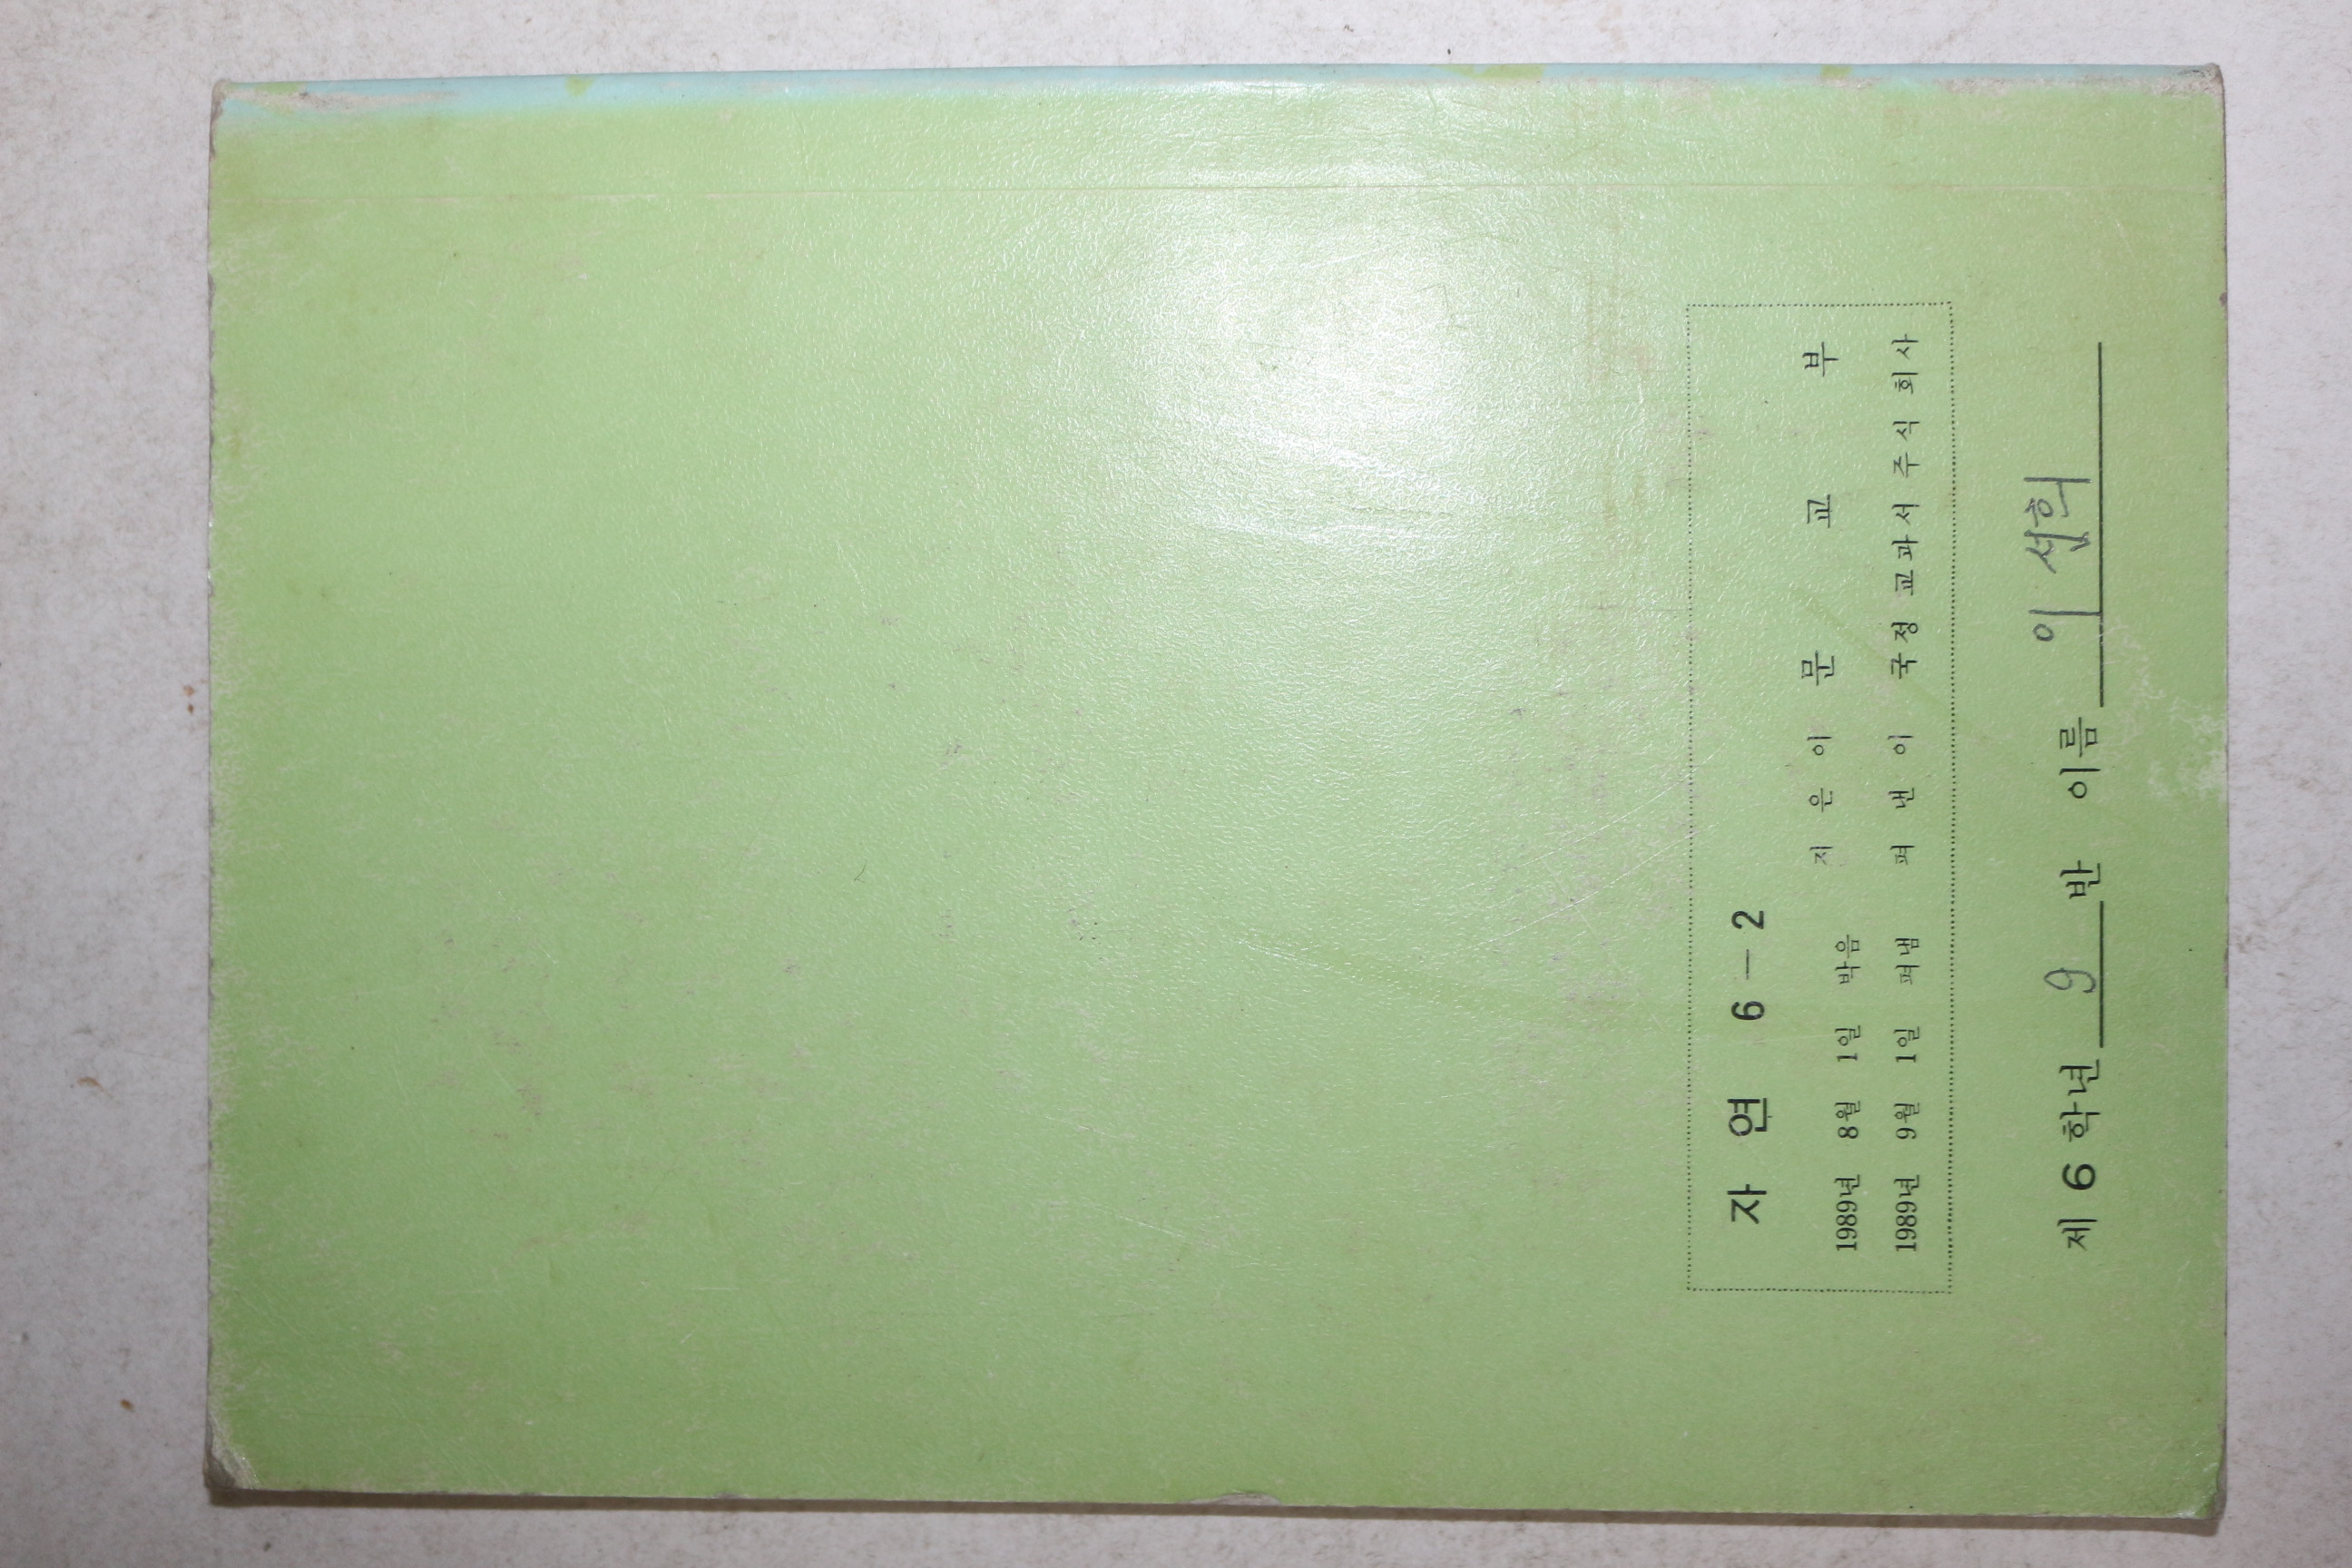 자 연 6-2
지 은 이 문 교 부
1989년 8월 1일 박음
1989년 9월 1일 펴냄 펴 낸 이 국 정 교 과 서 주 식 회 사
제 6 학년 9 반 이름 이